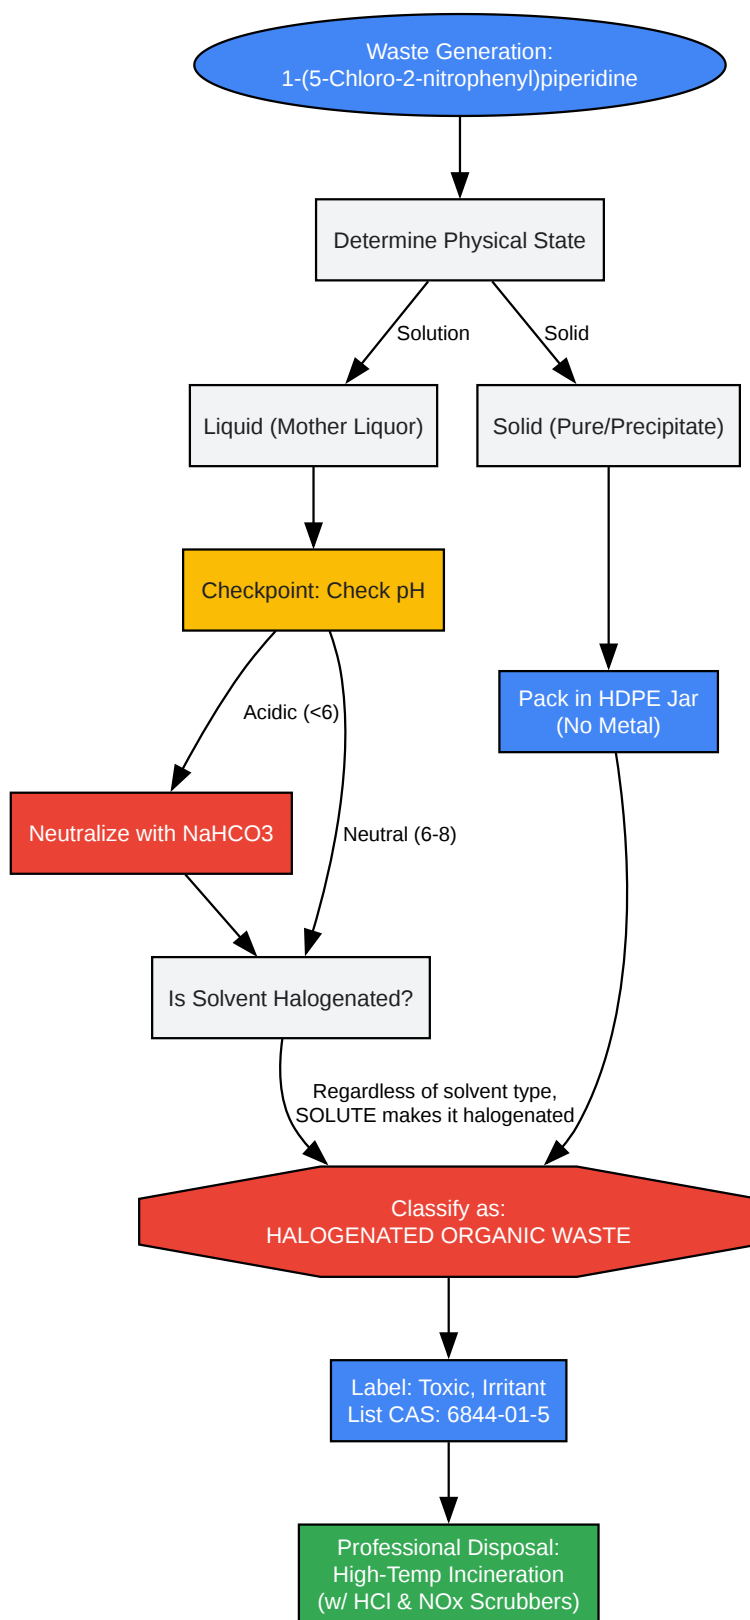 Waste Generation:
1-(5-Chloro-2-nitrophenyl)piperidine
Determine Physical State
Solution
Solid
Liquid (Mother Liquor)
Solid (Pure/Precipitate)
Checkpoint: Check pH
Pack in HDPE Jar
(No Metal)
Acidic (<6)
Neutralize with NaHCO3
Neutral (6-8)
Is Solvent Halogenated?
Regardless of solvent type,
SOLUTE makes it halogenated
Classify as:
HALOGENATED ORGANIC WASTE
Label: Toxic, Irritant
List CAS: 6844-01-5
Professional Disposal:
High-Temp Incineration
(w/ HCl & NOx Scrubbers)